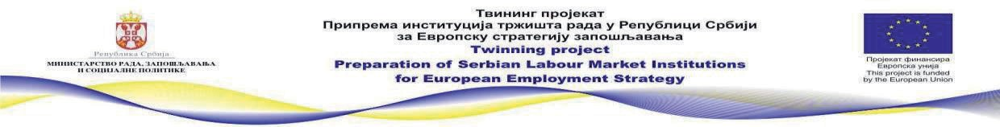 Република Србија
МИНИСТАРСТВО РАДА, ЗАПОШЉАВАЊА
И СОЦИЈАЛНЕ ПОЛИТИКЕ
Твининг пројекат
Припрема институција тржишта рада у Републици Србији
за Европску стратегију запошљавања
Twinning project
Preparation of Serbian Labour Market Institutions
for European Employment Strategy
Пројекат финансира
Европска унија
This project is funded
by the European Union